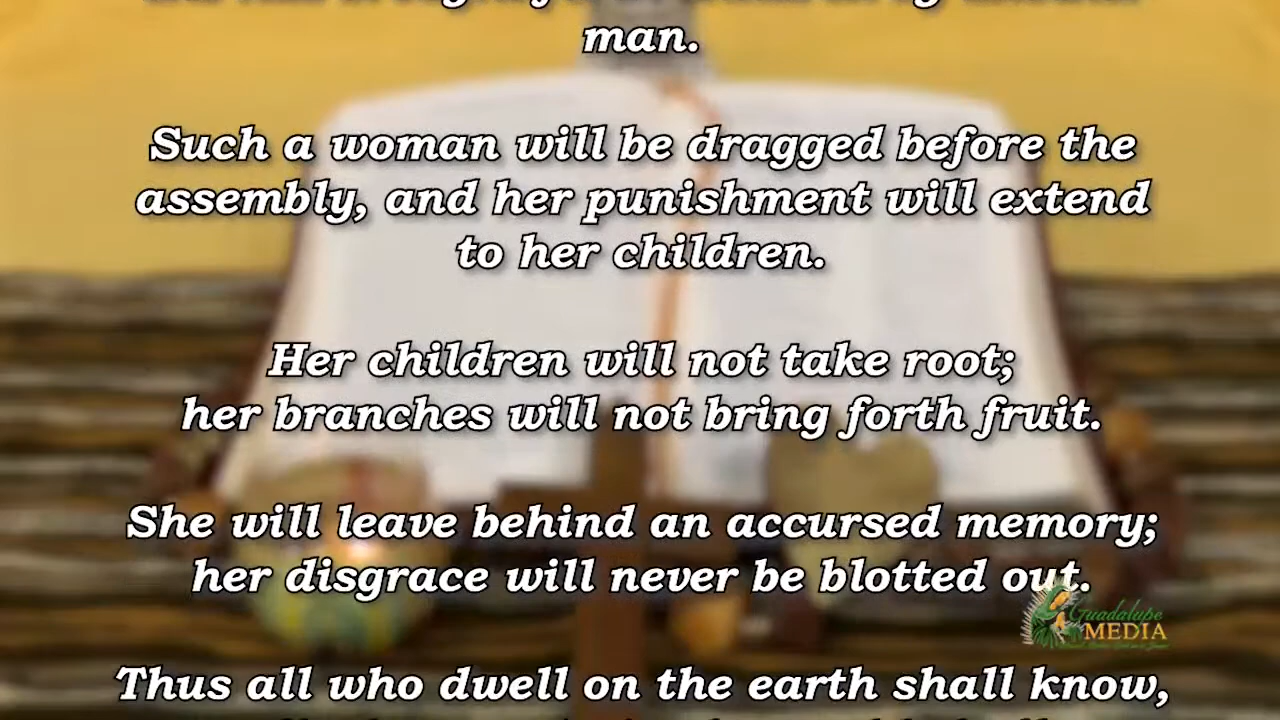 man.
Such a woman will be dragged before the
assembly, and her punishment will extend
to her children.
Her children will not take root;
her branches will not bring forth fruit.
She will leave behind an accursed memory;
her disgrace will never be blotted out.
Guadalupe
MEDIA
Thus all who dwell on the earth shall know,